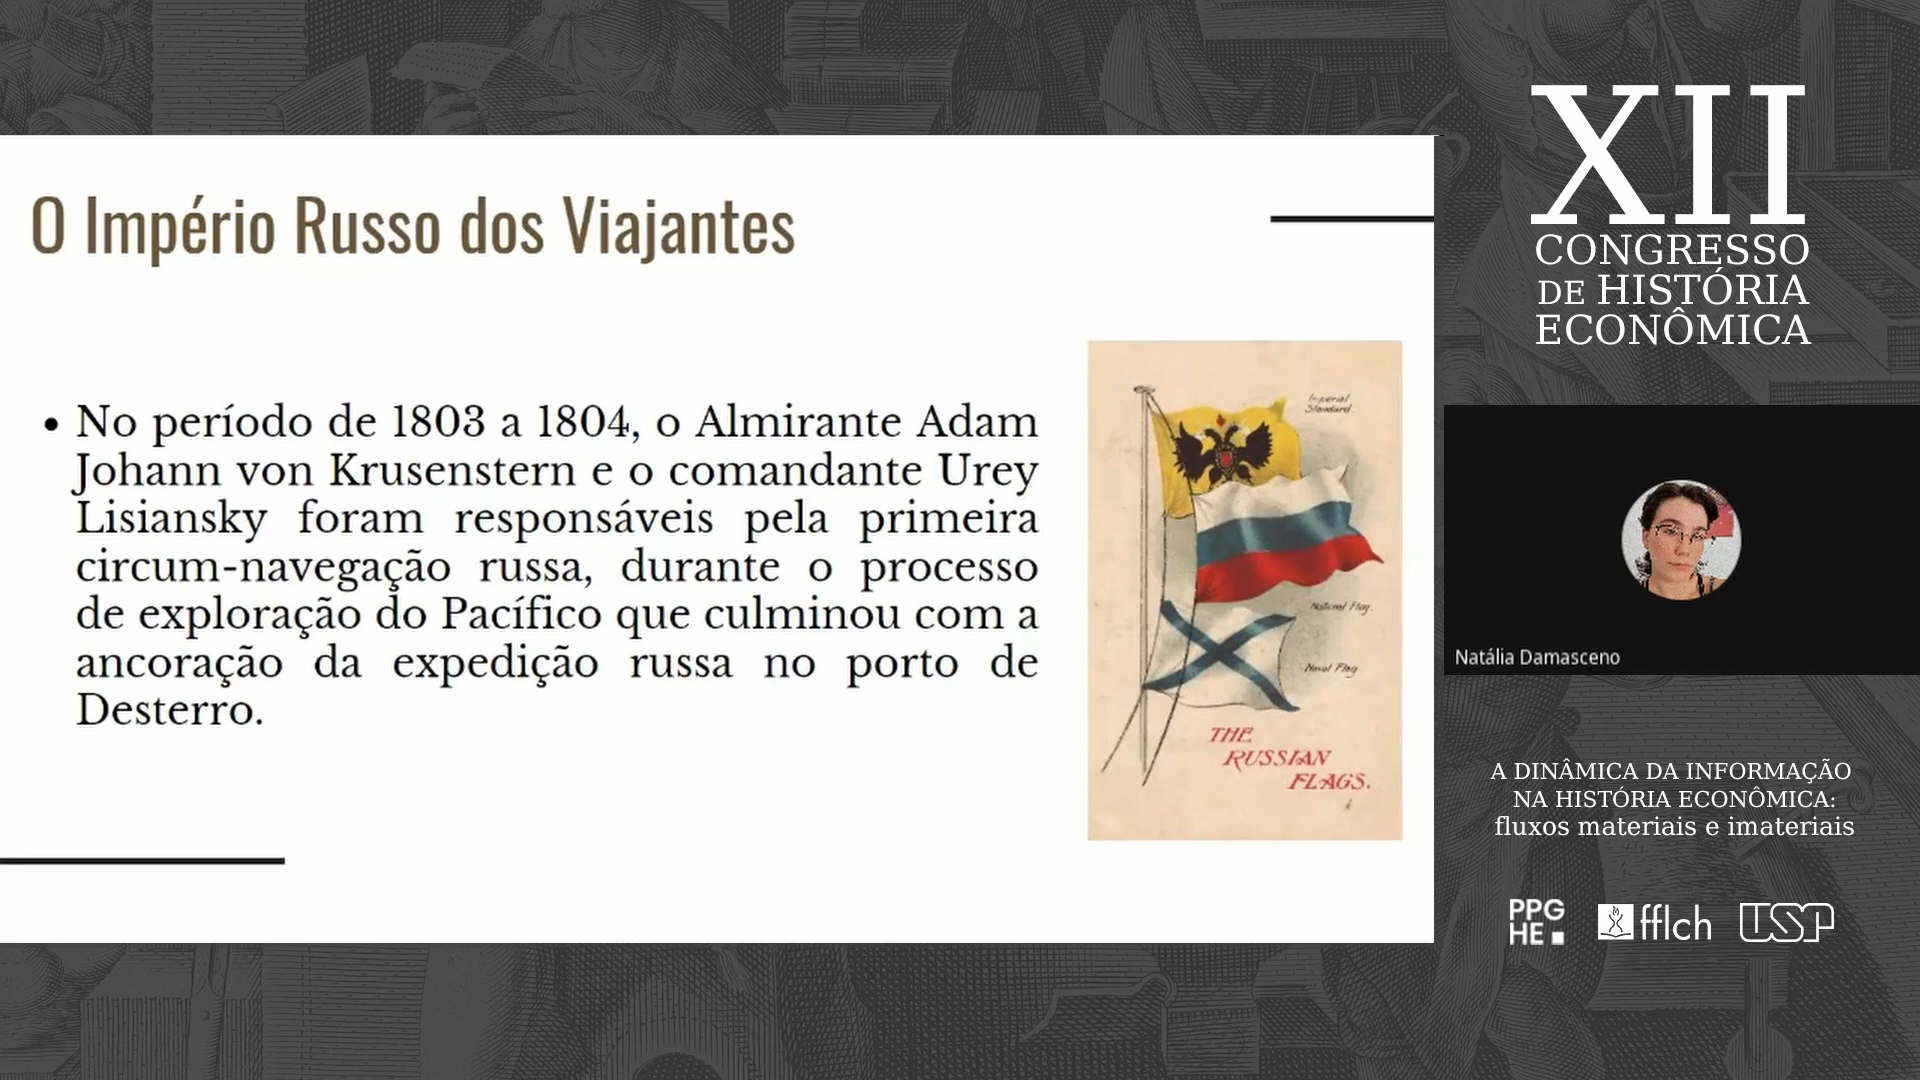 O Império Russo dos Viajantes
• No período de 1803 a 1804, o Almirante Adam
Johann von Krusenstern e o comandante Urey
Lisiansky foram responsáveis pela primeira
circum-navegação russa, durante o processo
de exploração do Pacífico que culminou com a
ancoração da expedição russa no porto de
Desterro.
Imperial
Standard.
National Flag.
Naval Flag
THE
RUSSIAN
FLAGS.
XII
CONGRESSO
DE HISTÓRIA
ECONÔMICA
Natália Damasceno
A DINÂMICA DA INFORMAÇÃO
NA HISTÓRIA ECONÔMICA:
fluxos materiais e imateriais
PPG
HE
fflch
USP